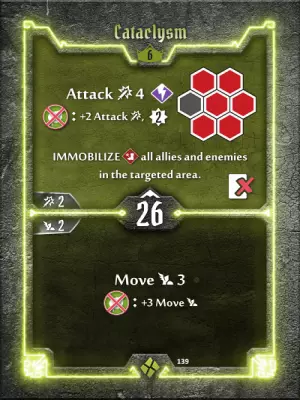 Cataclysm
6
Attack 4
: +2 Attack , 2
IMMOBILIZE all allies and enemies
in the targeted area.
2
26
2
Move 3
: +3 Move
139